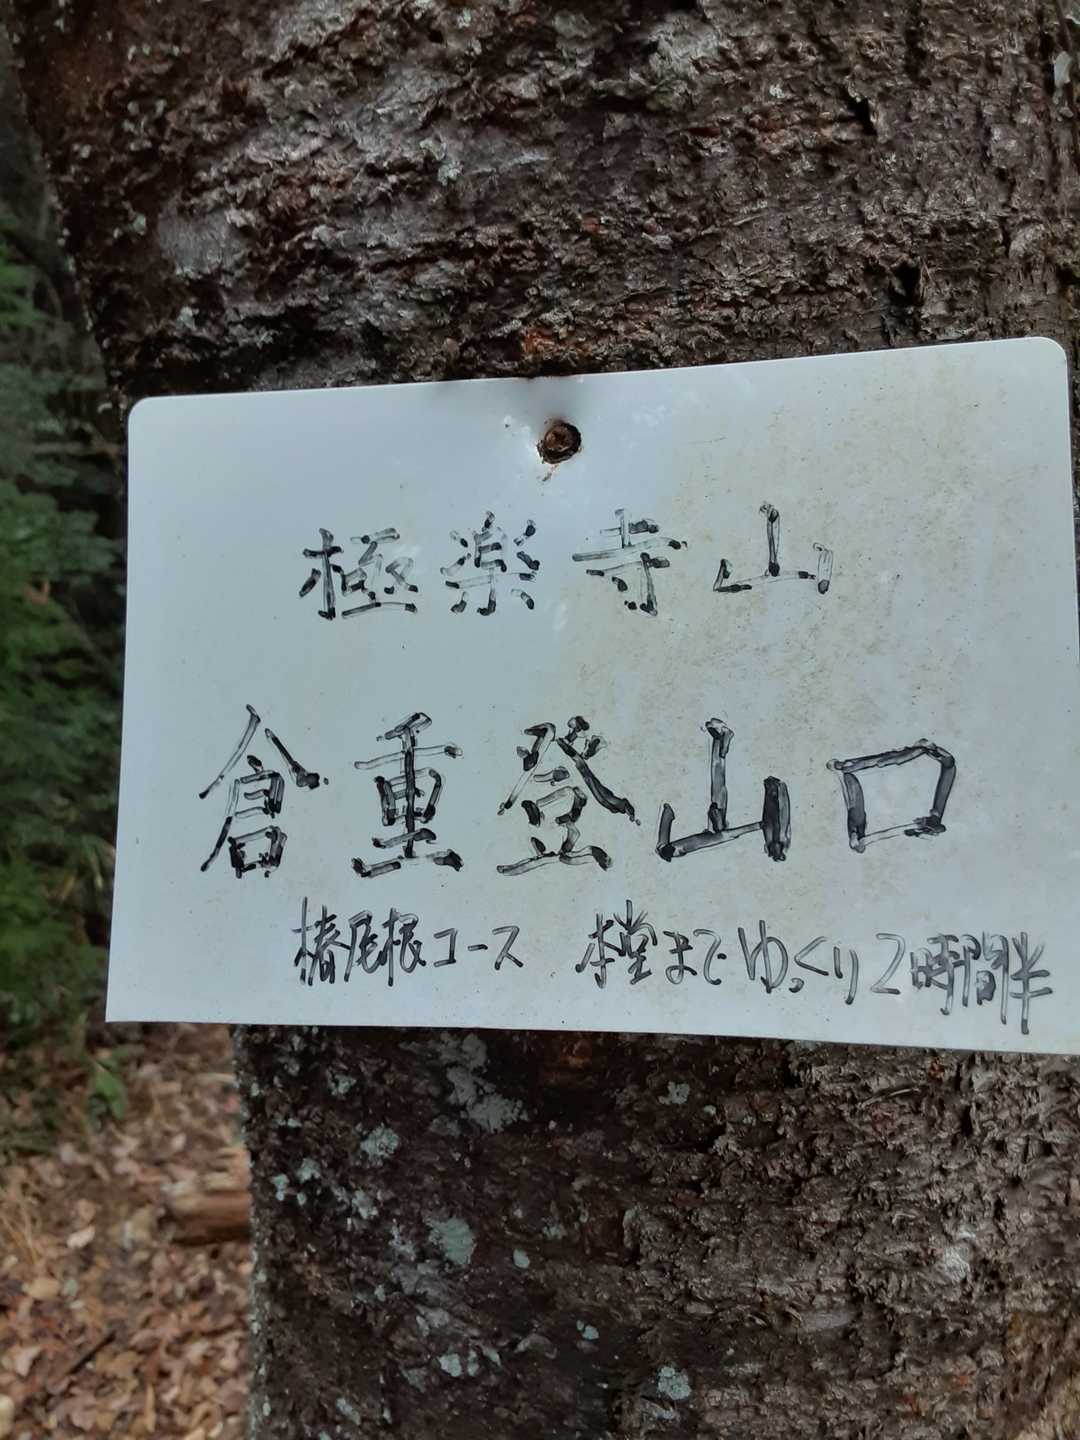 極楽寺山
倉重登山口
椿尾根コース 本堂まで ゆっくり2時間半